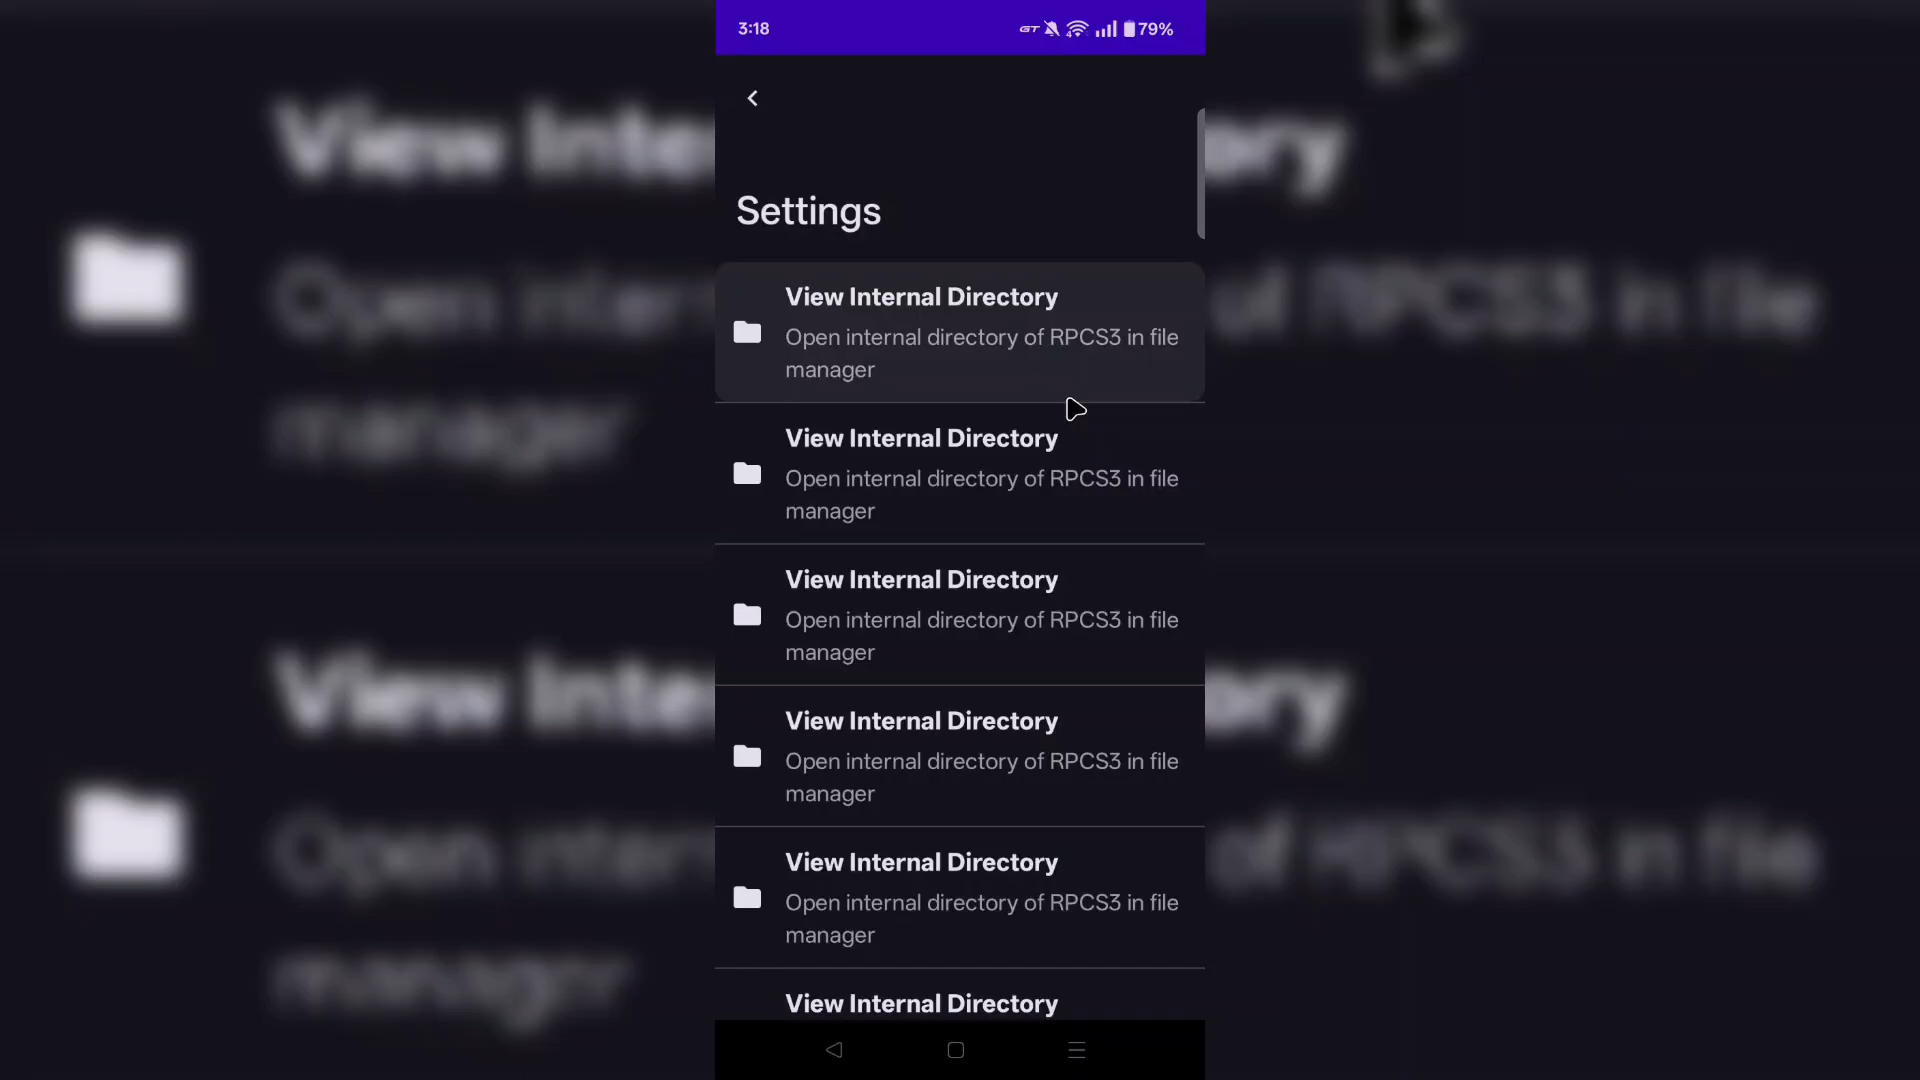 3:18
GT 79%
Settings
View Internal Directory
Open internal directory of RPCS3 in file
manager
View Internal Directory
Open internal directory of RPCS3 in file
manager
View Internal Directory
Open internal directory of RPCS3 in file
manager
View Internal Directory
Open internal directory of RPCS3 in file
manager
View Internal Directory
Open internal directory of RPCS3 in file
manager
View Internal Directory